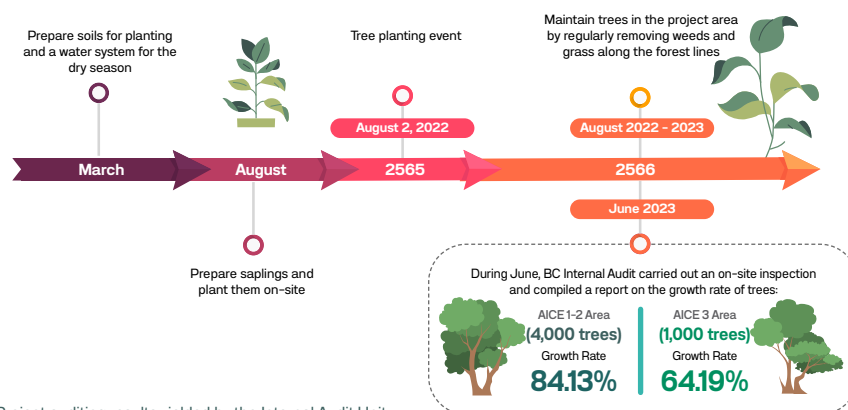 Prepare soils for planting
and a water system for the
dry season
Tree planting event
Maintain trees in the project area
by regularly removing weeds and
grass along the forest lines
August 2, 2022
August 2022 - 2023
March
August
2565
2566
June 2023
Prepare saplings and
plant them on-site
During June, BC Internal Audit carried out an on-site inspection
and compiled a report on the growth rate of trees:
AICE 1-2 Area
(4,000 trees)
Growth Rate
84.13%
AICE 3 Area
(1,000 trees)
Growth Rate
64.19%